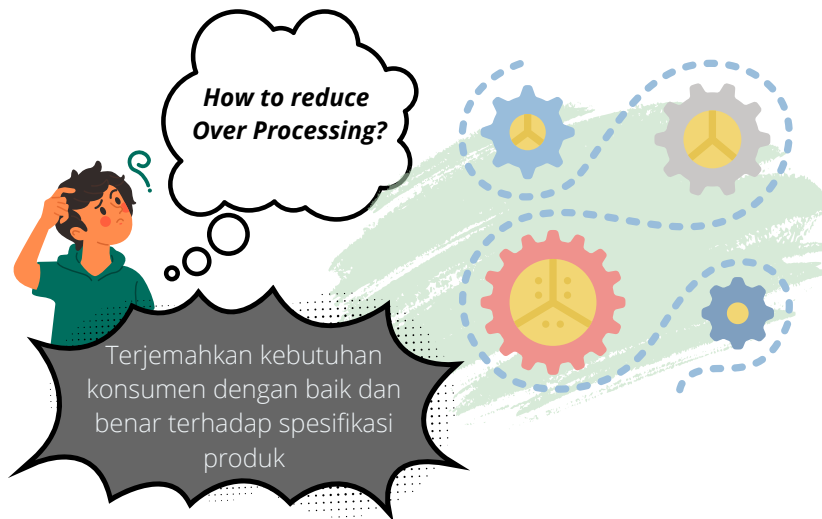 How to reduce
Over Processing?
Terjemahkan kebutuhan
konsumen dengan baik dan
benar terhadap spesifikasi
produk